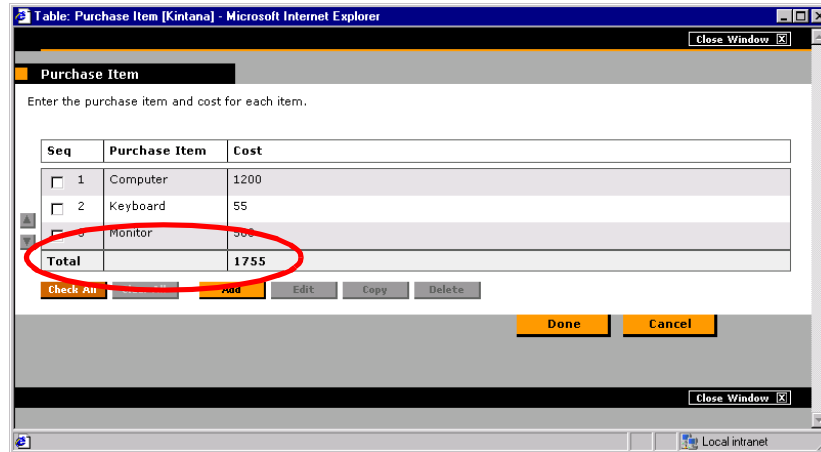 Table: Purchase Item [Kintana] - Microsoft Internet Explorer
Close Window X
Purchase Item
Enter the purchase item and cost for each item.
Seq Purchase Item Cost
1 Computer 1200
2 Keyboard 55
Monitor
Total 1755
Check All Add Edit Copy Delete
Done Cancel
Close Window X
Local intranet